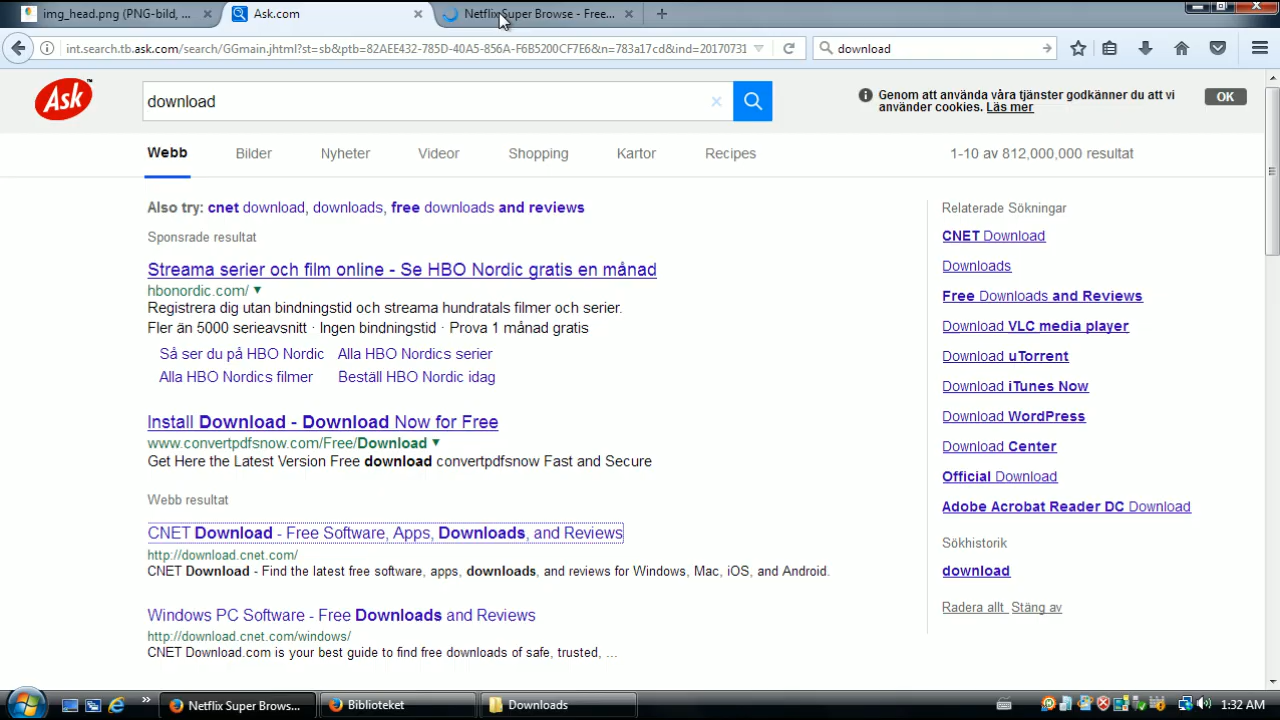 img_head.png (PNG-bild, ...
Ask.com
Netflix Super Browse - Free...
int.search.tb.ask.com/search/GGmain.jhtml?st=sb&ptb=82AEE432-785D-40A5-856A-F6B5200CF7E6&n=783a17cd&ind=20170731
download
Ask™
download
Genom att använda våra tjänster godkänner du att vi
använder cookies. Läs mer
OK
Webb
Bilder
Nyheter
Videor
Shopping
Kartor
Recipes
1-10 av 812,000,000 resultat
Also try: cnet download, downloads, free downloads and reviews
Sponsrade resultat
Streama serier och film online - Se HBO Nordic gratis en månad
hbonordic.com/
Registrera dig utan bindningstid och streama hundratals filmer och serier.
Fler än 5000 serieavsnitt · Ingen bindningstid · Prova 1 månad gratis
Så ser du på HBO Nordic Alla HBO Nordics serier
Alla HBO Nordics filmer Beställ HBO Nordic idag
Install Download - Download Now for Free
www.convertpdfsnow.com/Free/Download
Get Here the Latest Version Free download convertpdfsnow Fast and Secure
Webb resultat
CNET Download - Free Software, Apps, Downloads, and Reviews
http://download.cnet.com/
CNET Download - Find the latest free software, apps, downloads, and reviews for Windows, Mac, iOS, and Android.
Windows PC Software - Free Downloads and Reviews
http://download.cnet.com/windows/
CNET Download.com is your best guide to find free downloads of safe, trusted, ...
Relaterade Sökningar
CNET Download
Downloads
Free Downloads and Reviews
Download VLC media player
Download uTorrent
Download iTunes Now
Download WordPress
Download Center
Official Download
Adobe Acrobat Reader DC Download
Sökhistorik
download
Radera allt Stäng av
Netflix Super Brows...
Biblioteket
Downloads
1:32 AM